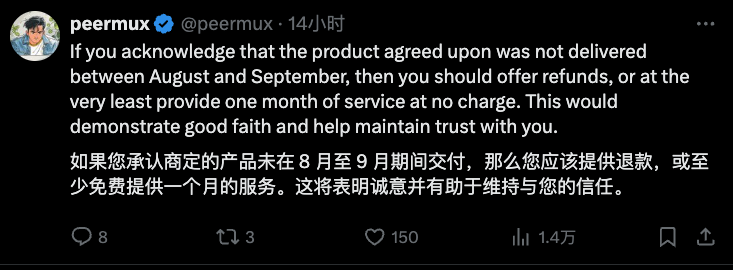 peermux @peermux · 14小时
If you acknowledge that the product agreed upon was not delivered
between August and September, then you should offer refunds, or at the
very least provide one month of service at no charge. This would
demonstrate good faith and help maintain trust with you.
如果您承认商定的产品未在 8 月至 9 月期间交付，那么您应该提供退款，或至
少免费提供一个月的服务。这将表明诚意并有助于维持与您的信任。
8 3 150 1.4万